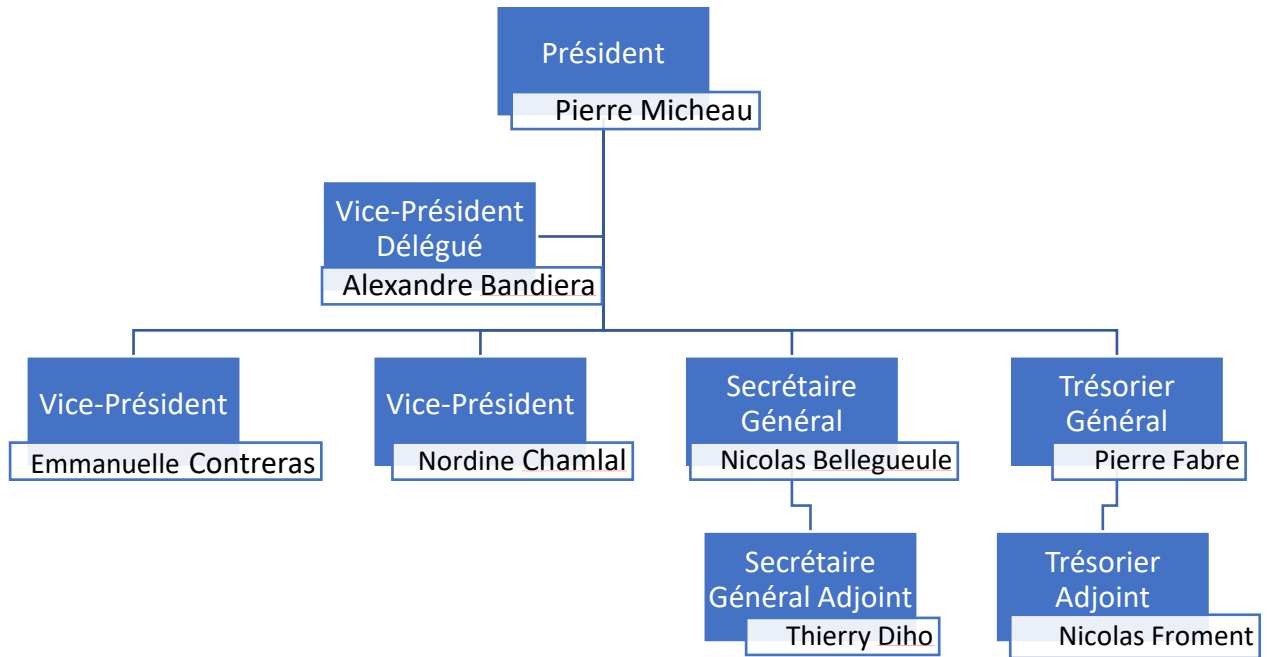 Président
Pierre Micheau
Vice-Président
Délégué
Alexandre Bandiera
Vice-Président
Emmanuelle Contreras
Vice-Président
Nordine Chamlal
Secrétaire
Général
Nicolas Bellegueule
Trésorier
Général
Pierre Fabre
Secrétaire
Général Adjoint
Thierry Diho
Trésorier
Adjoint
Nicolas Froment